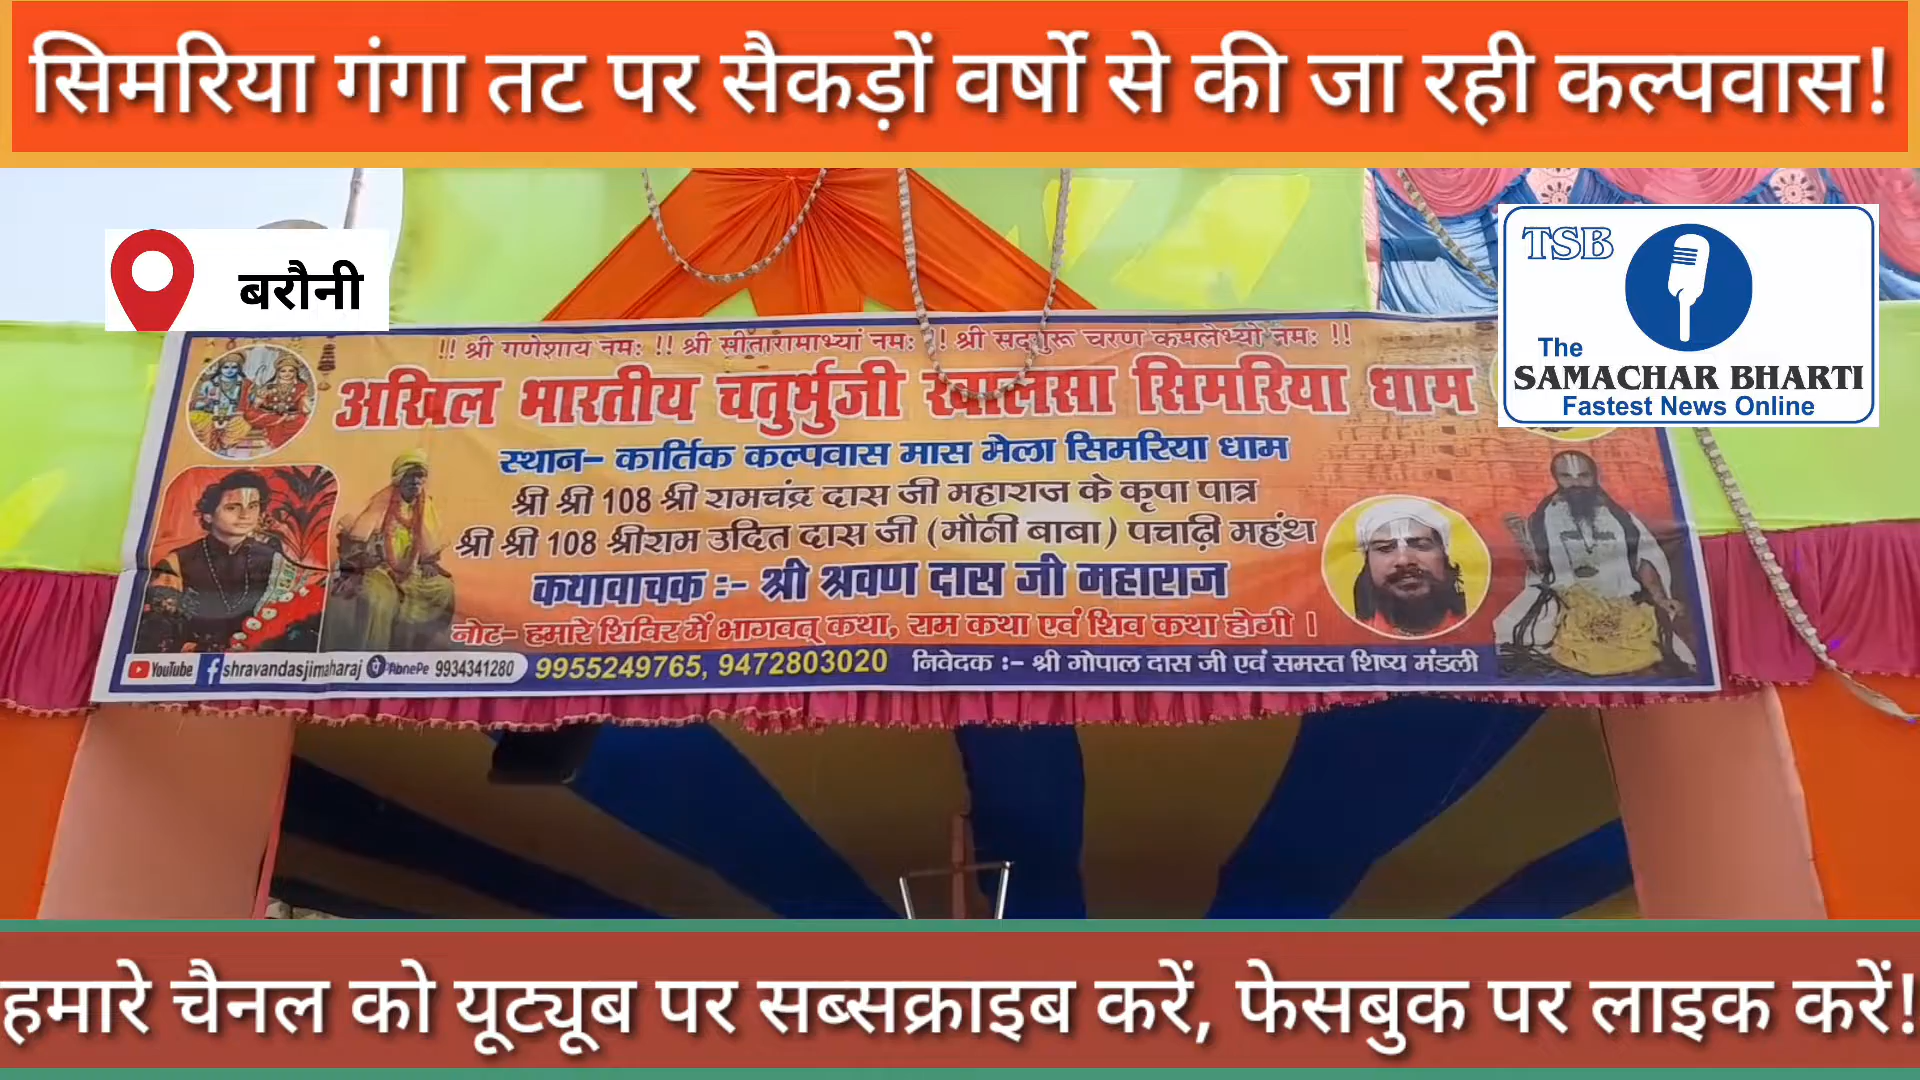 सिमरिया गंगा तट पर सैकड़ों वर्षो से की जा रही कल्पवास!
बरौनी
TSB
The
SAMACHAR BHARTI
Fastest News Online
!! श्री गणेशाय नमः !! श्री सीतारामाभ्यां नमः !! श्री सदगुरू चरण कमलेभ्यो नमः !!
अखिल भारतीय चतुर्भुजी खालसा सिमरिया धाम
स्थान- कार्तिक कल्पवास मास मेला सिमरिया धाम
श्री श्री 108 श्री रामचंद्र दास जी महाराज के कृपा पात्र
श्री श्री 108 श्रीराम उदित दास जी (मौनी बाबा) पचाढ़ी महंथ
कथावाचक :- श्री श्रवण दास जी महाराज
नोट- हमारे शिविर में भागवत् कथा, राम कथा एवं शिव कथा होगी ।
YouTube shravandasjimaharaj PhonePe 9934341280 9955249765, 9472803020 निवेदक :- श्री गोपाल दास जी एवं समस्त शिष्य मंडली
हमारे चैनल को यूट्यूब पर सब्सक्राइब करें, फेसबुक पर लाइक करें!